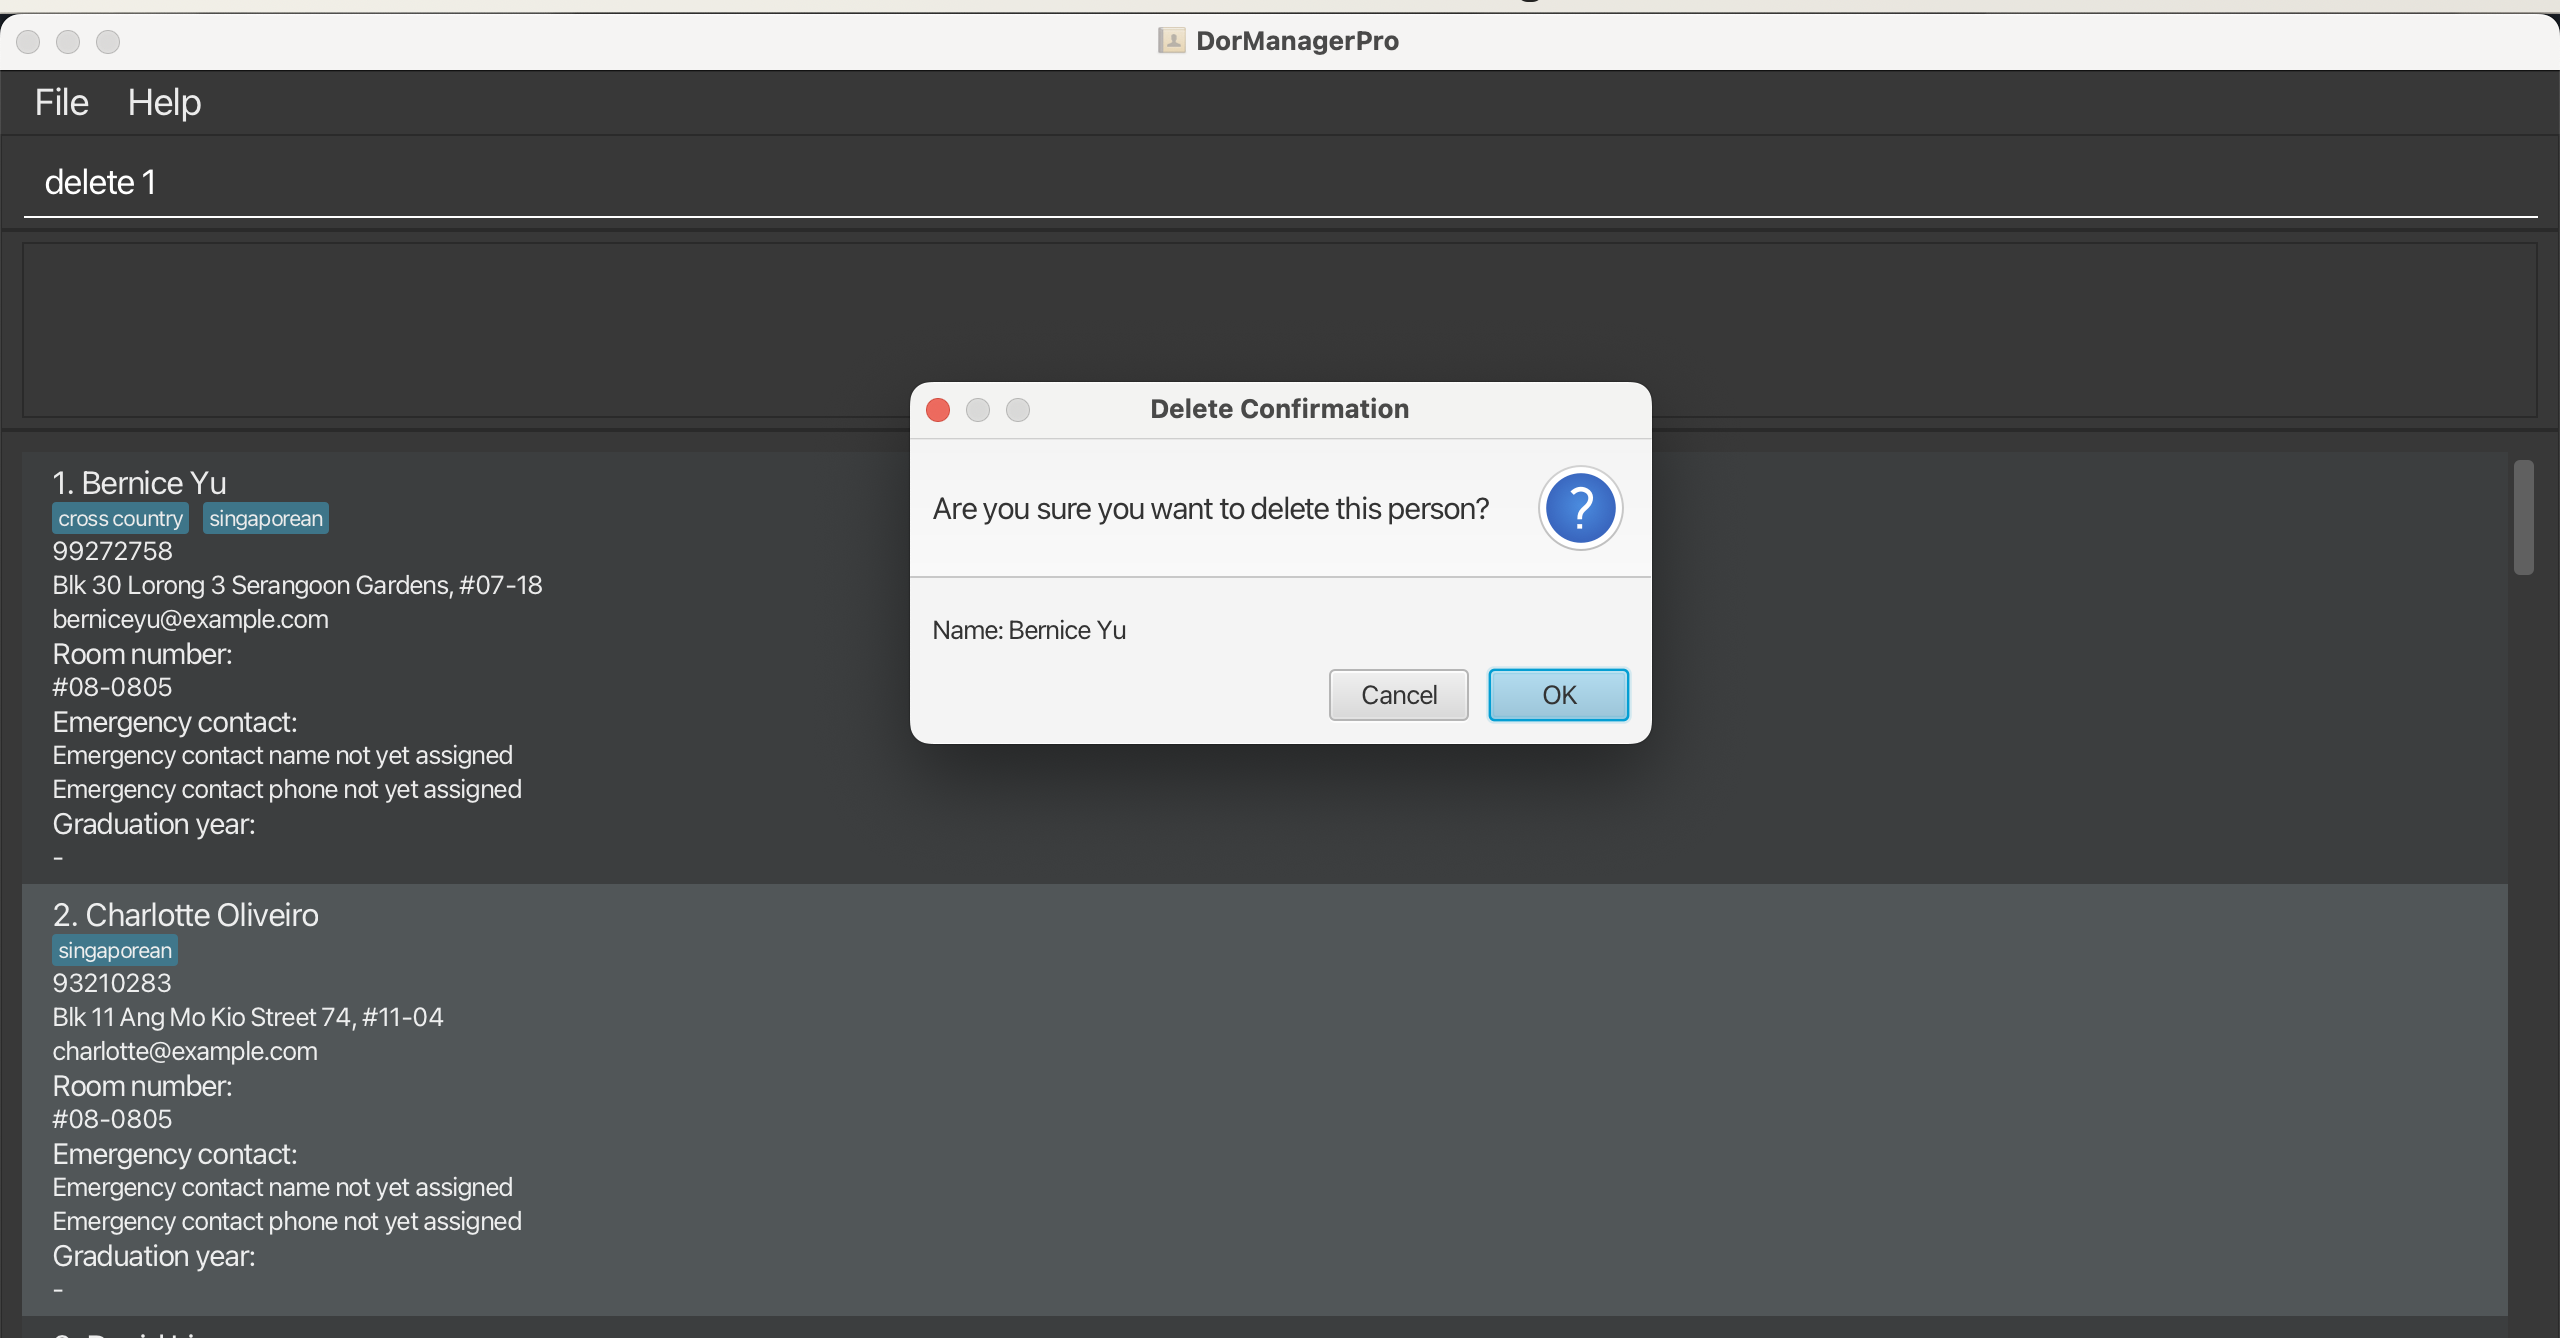 DorManagerPro
File Help
delete 1
Delete Confirmation
Are you sure you want to delete this person?
?
Name: Bernice Yu
Cancel OK
1. Bernice Yu
cross country singaporean
99272758
Blk 30 Lorong 3 Serangoon Gardens, #07-18
berniceyu@example.com
Room number:
#08-0805
Emergency contact:
Emergency contact name not yet assigned
Emergency contact phone not yet assigned
Graduation year:
-
2. Charlotte Oliveiro
singaporean
93210283
Blk 11 Ang Mo Kio Street 74, #11-04
charlotte@example.com
Room number:
#08-0805
Emergency contact:
Emergency contact name not yet assigned
Emergency contact phone not yet assigned
Graduation year:
-